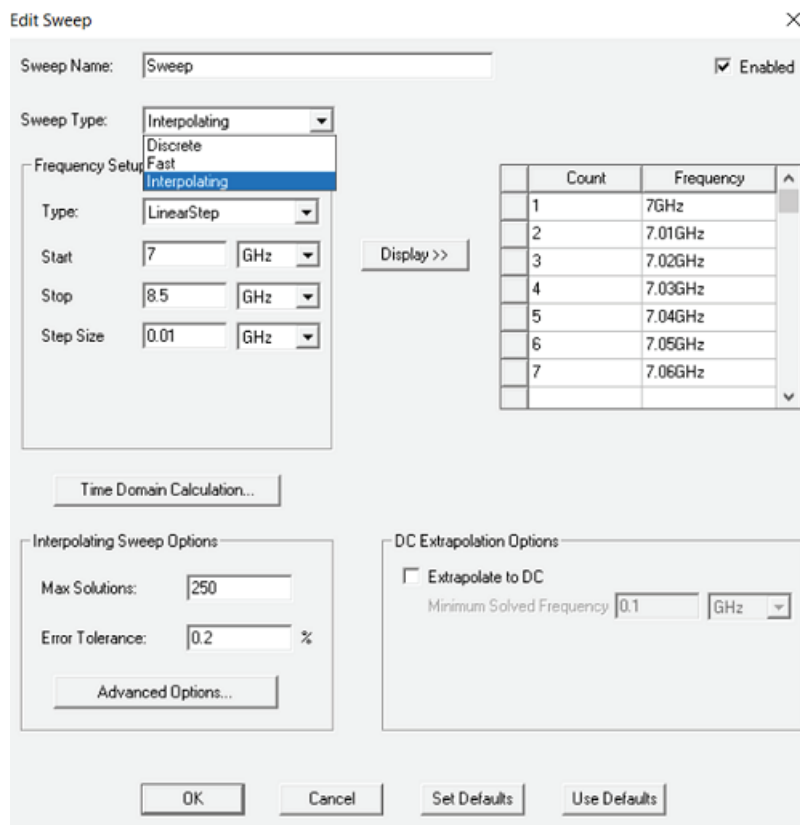 Edit Sweep
Sweep Name: Sweep Enabled
Sweep Type: Interpolating
Discrete
Fast
Interpolating
Frequency Setup
Type: LinearStep
Start 7 GHz
Stop 8.5 GHz
Step Size 0.01 GHz
Display >>
Count Frequency
1 7GHz
2 7.01GHz
3 7.02GHz
4 7.03GHz
5 7.04GHz
6 7.05GHz
7 7.06GHz
Time Domain Calculation...
Interpolating Sweep Options
Max Solutions: 250
Error Tolerance: 0.2 %
Advanced Options...
DC Extrapolation Options
Extrapolate to DC
Minimum Solved Frequency 0.1 GHz
OK Cancel Set Defaults Use Defaults